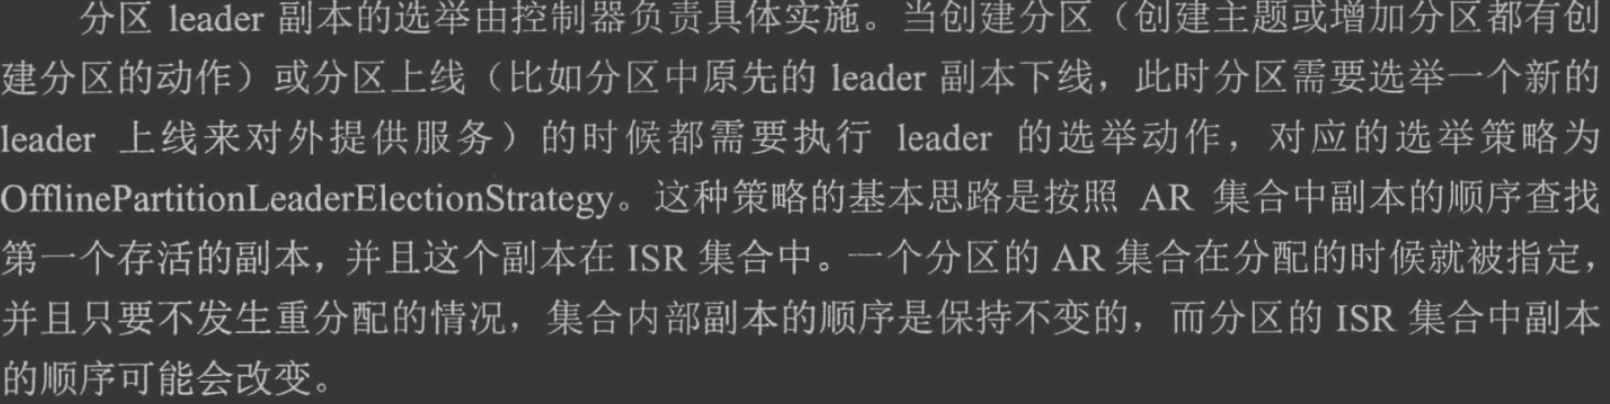 分区 leader 副本的选举由控制器负责具体实施。当创建分区（创建主题或增加分区都有创
建分区的动作）或分区上线（比如分区中原先的 leader 副本下线，此时分区需要选举一个新的
leader 上线来对外提供服务）的时候都需要执行 leader 的选举动作，对应的选举策略为
OfflinePartitionLeaderElectionStrategy。这种策略的基本思路是按照 AR 集合中副本的顺序查找
第一个存活的副本，并且这个副本在 ISR 集合中。一个分区的 AR 集合在分配的时候就被指定，
并且只要不发生重分配的情况，集合内部副本的顺序是保持不变的，而分区的 ISR 集合中副本
的顺序可能会改变。